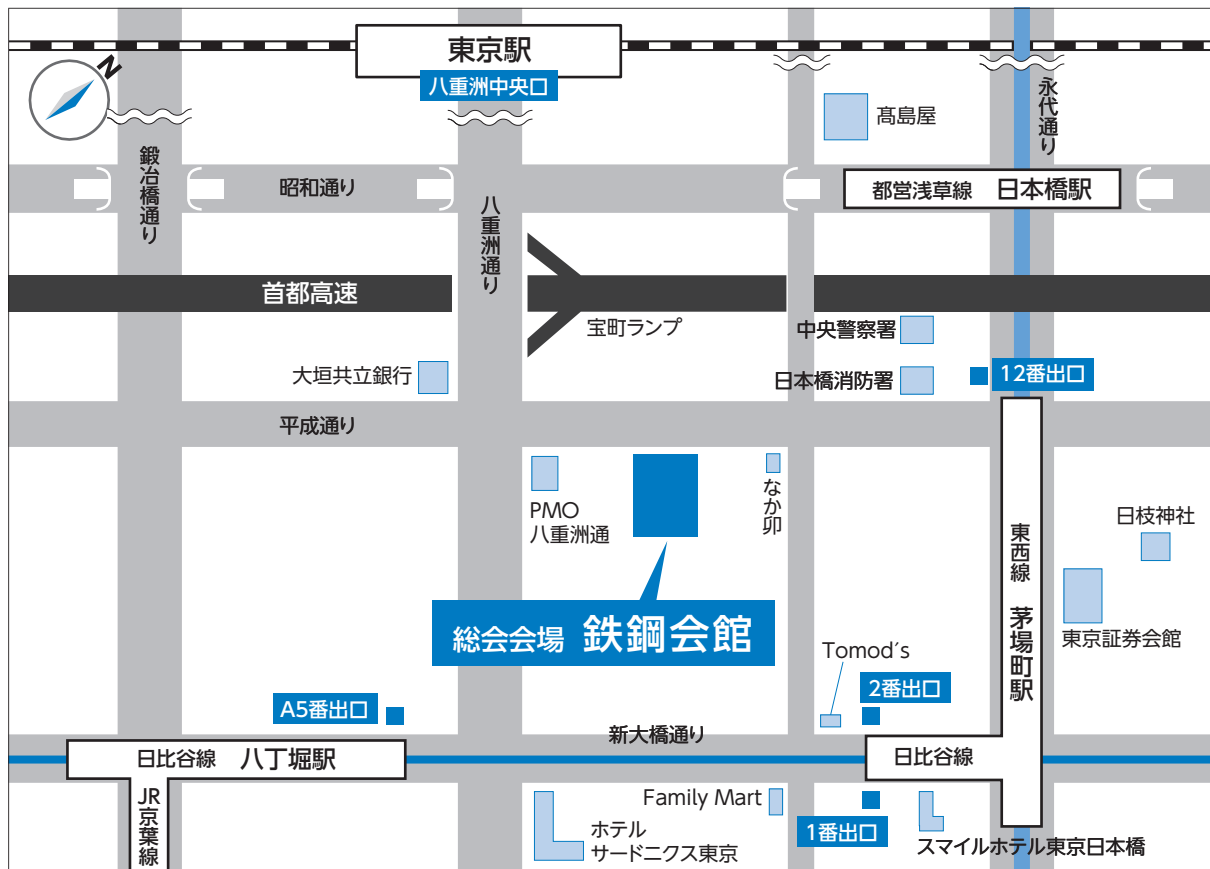 東京駅
八重洲中央口
N
永代通り
髙島屋
鍛冶橋通り
昭和通り
八重洲通り
都営浅草線 日本橋駅
首都高速
宝町ランプ
中央警察署
大垣共立銀行
日本橋消防署
12番出口
平成通り
PMO
八重洲通
なか卯
日枝神社
東西線 茅場町駅
東京証券会館
総会会場 鉄鋼会館
Tomod's
2番出口
A5番出口
新大橋通り
日比谷線 八丁堀駅
日比谷線
JR京葉線
Family Mart
1番出口
ホテル
サードニクス東京
スマイルホテル東京日本橋